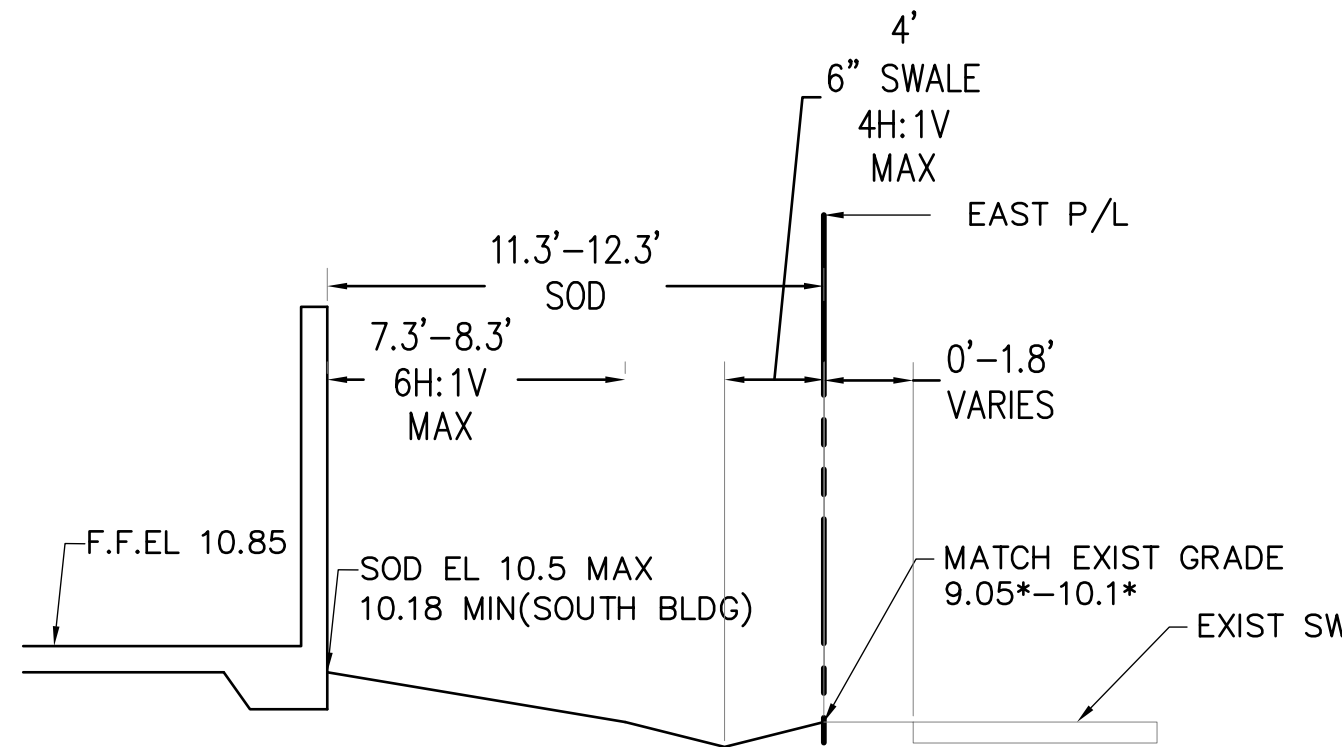 4'
6" SWALE
4H:1V
MAX
EAST P/L
11.3'-12.3'
SOD
7.3'-8.3'
6H:1V
MAX
0'-1.8'
VARIES
F.F.EL 10.85
SOD EL 10.5 MAX
10.18 MIN(SOUTH BLDG)
MATCH EXIST GRADE
9.05*-10.1*
EXIST SW